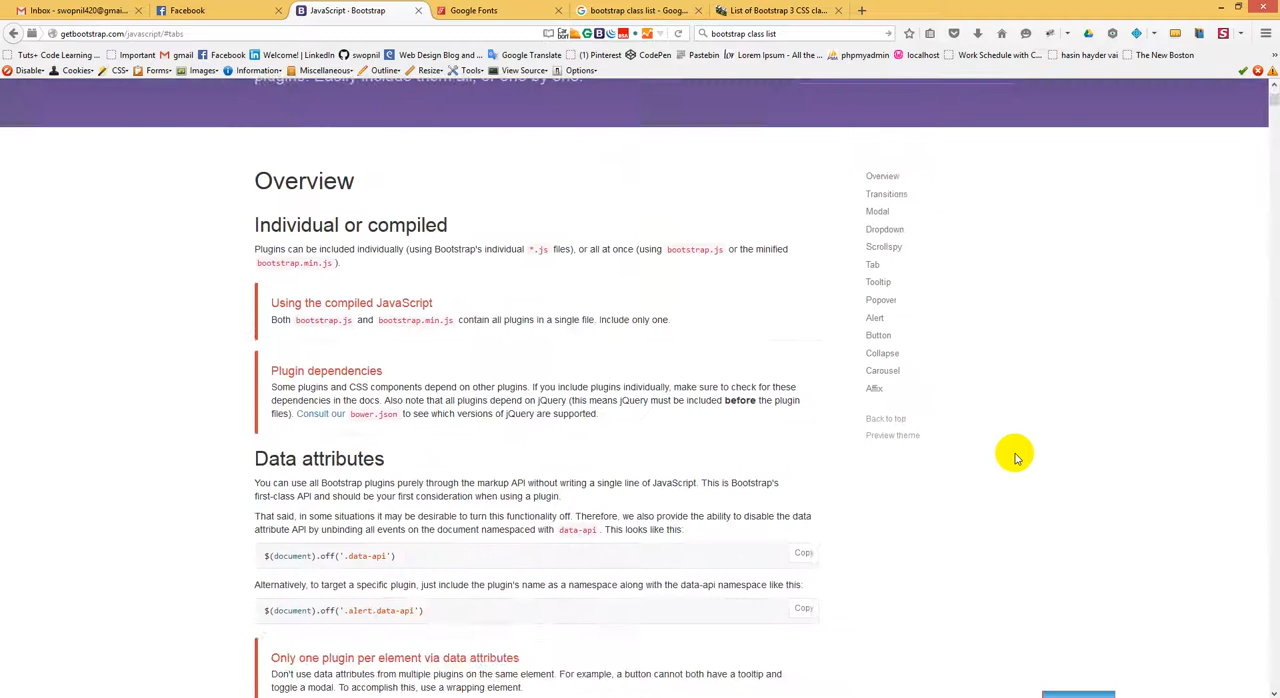 Inbox - swopnil420@gmai...
Facebook
JavaScript · Bootstrap
Google Fonts
bootstrap class list - Goog...
List of Bootstrap 3 CSS cla...
getbootstrap.com/javascript/#tabs
bootstrap class list
Tuts+ Code Learning ...
Important
gmail
Facebook
Welcome! | LinkedIn
bopnil
Web Design Blog and ...
Google Translate
(1) Pinterest
CodePen
Pastebin
Lorem Ipsum - All the ...
phpmyadmin
localhost
Work Schedule with C...
hasin hayder vai
The New Boston
Disable
Cookies
CSS
Forms
Images
Information
Miscellaneous
Outline
Resize
Tools
View Source
Options
plugins. Easily include them all, or one by one.
Overview
Individual or compiled
Plugins can be included individually (using Bootstrap's individual *.js files), or all at once (using bootstrap.js or the minified
bootstrap.min.js ).
Using the compiled JavaScript
Both bootstrap.js and bootstrap.min.js contain all plugins in a single file. Include only one.
Plugin dependencies
Some plugins and CSS components depend on other plugins. If you include plugins individually, make sure to check for these
dependencies in the docs. Also note that all plugins depend on jQuery (this means jQuery must be included before the plugin
files). Consult our bower.json to see which versions of jQuery are supported.
Data attributes
You can use all Bootstrap plugins purely through the markup API without writing a single line of JavaScript. This is Bootstrap's
first-class API and should be your first consideration when using a plugin.
That said, in some situations it may be desirable to turn this functionality off. Therefore, we also provide the ability to disable the data
attribute API by unbinding all events on the document namespaced with data-api . This looks like this:
$(document).off('.data-api')
Copy
Alternatively, to target a specific plugin, just include the plugin's name as a namespace along with the data-api namespace like this:
$(document).off('.alert.data-api')
Copy
Only one plugin per element via data attributes
Don't use data attributes from multiple plugins on the same element. For example, a button cannot both have a tooltip and
toggle a modal. To accomplish this, use a wrapping element.
Overview
Transitions
Modal
Dropdown
Scrollspy
Tab
Tooltip
Popover
Alert
Button
Collapse
Carousel
Affix
Back to top
Preview theme